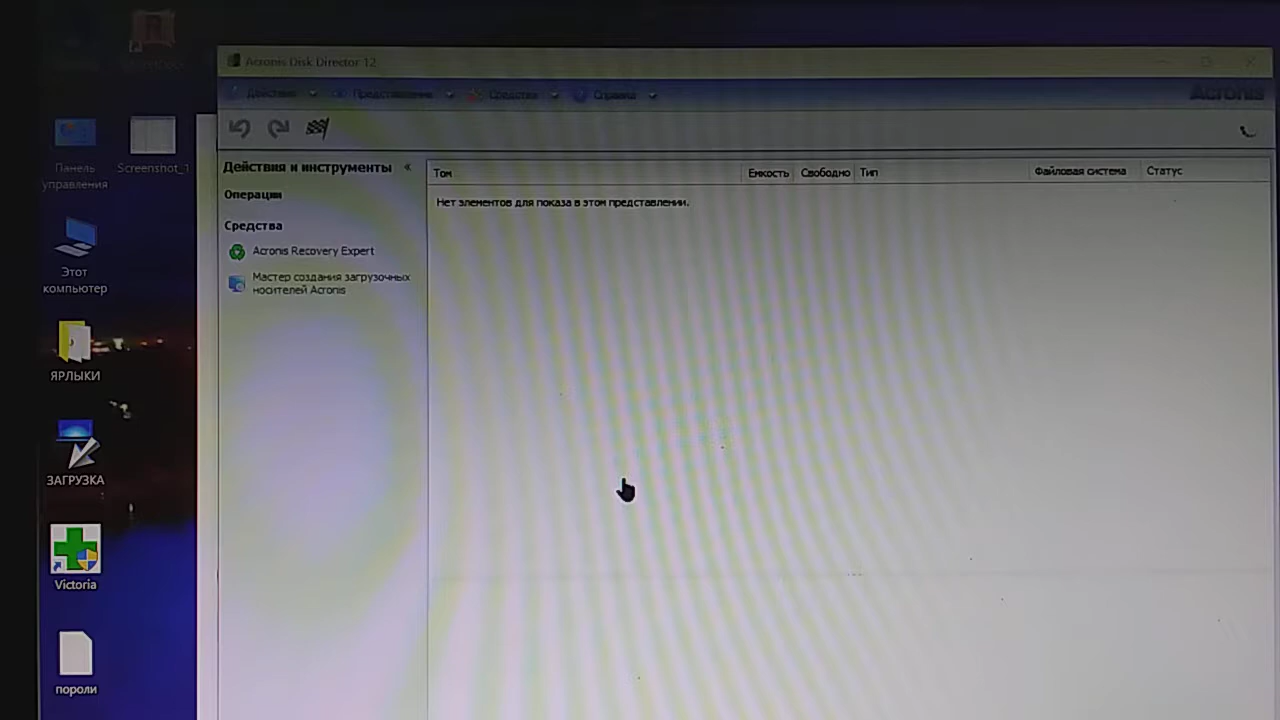 Acronis Disk Director 12
Действия
Представление
Средства
Справка
Acronis
Панель управления
Screenshot_1
Этот компьютер
ЯРЛЫКИ
ЗАГРУЗКА
Victoria
пороли
Действия и инструменты «
Операции
Средства
Acronis Recovery Expert
Мастер создания загрузочных
носителей Acronis
Том
Емкость
Свободно
Тип
Файловая система
Статус
Нет элементов для показа в этом представлении.